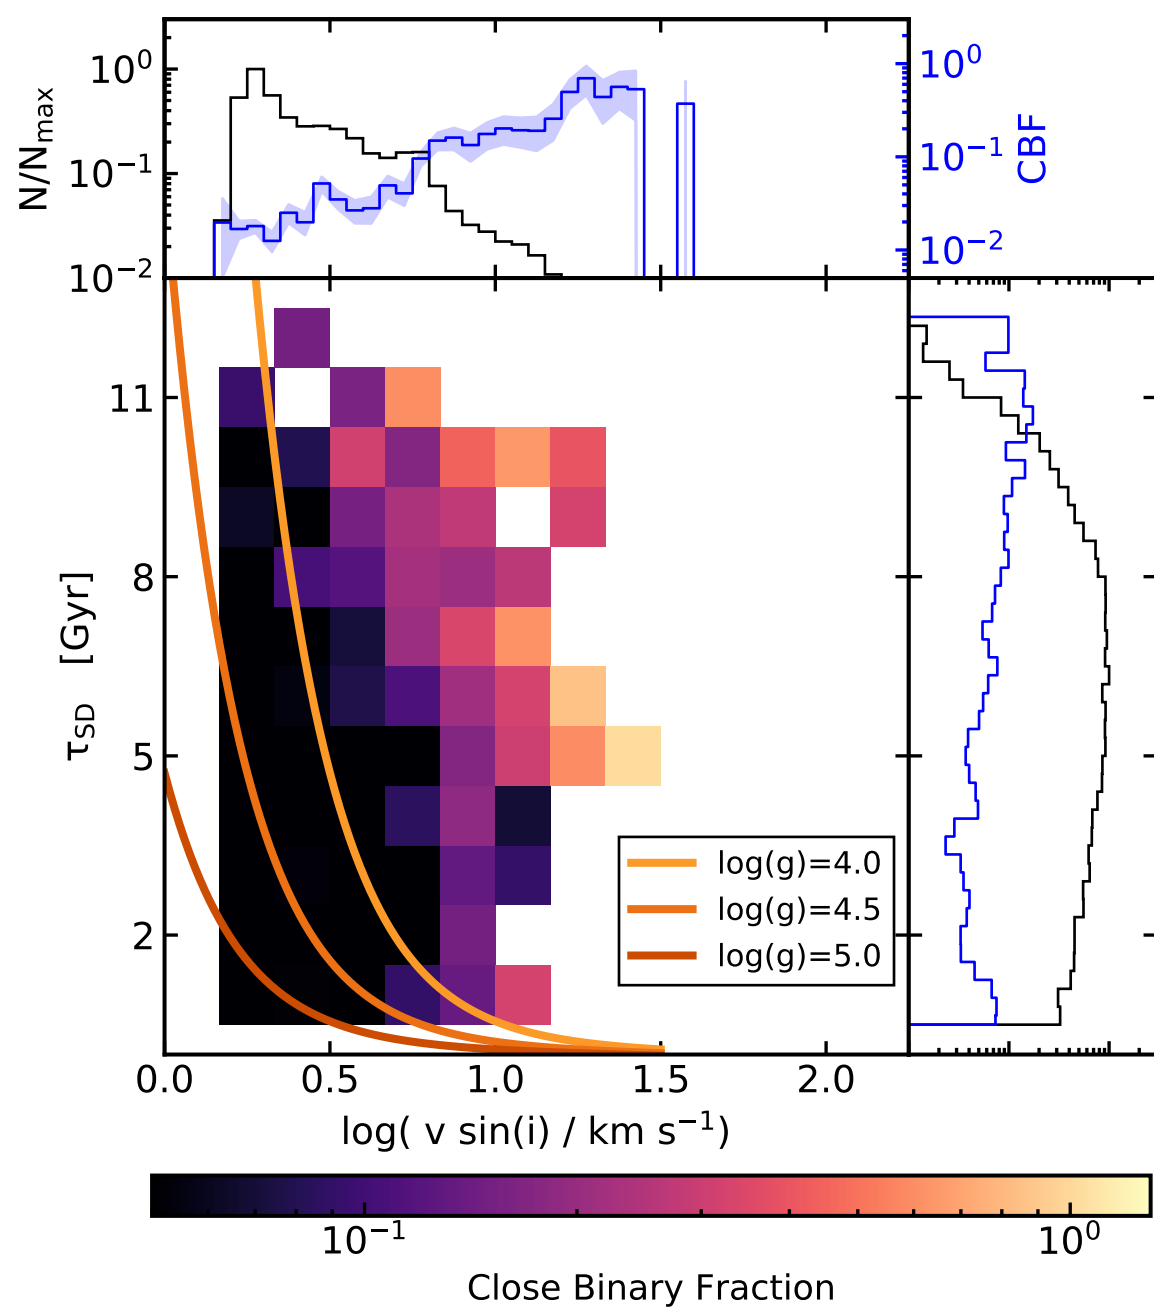 10⁰
10⁻¹
10⁻²
N/Nₘₐₓ
10⁰
10⁻¹
10⁻²
CBF
11
8
5
2
τ_SD [Gyr]
log(g)=4.0
log(g)=4.5
log(g)=5.0
0.0 0.5 1.0 1.5 2.0
log( v sin(i) / km s⁻¹)
10⁻¹ 10⁰
Close Binary Fraction